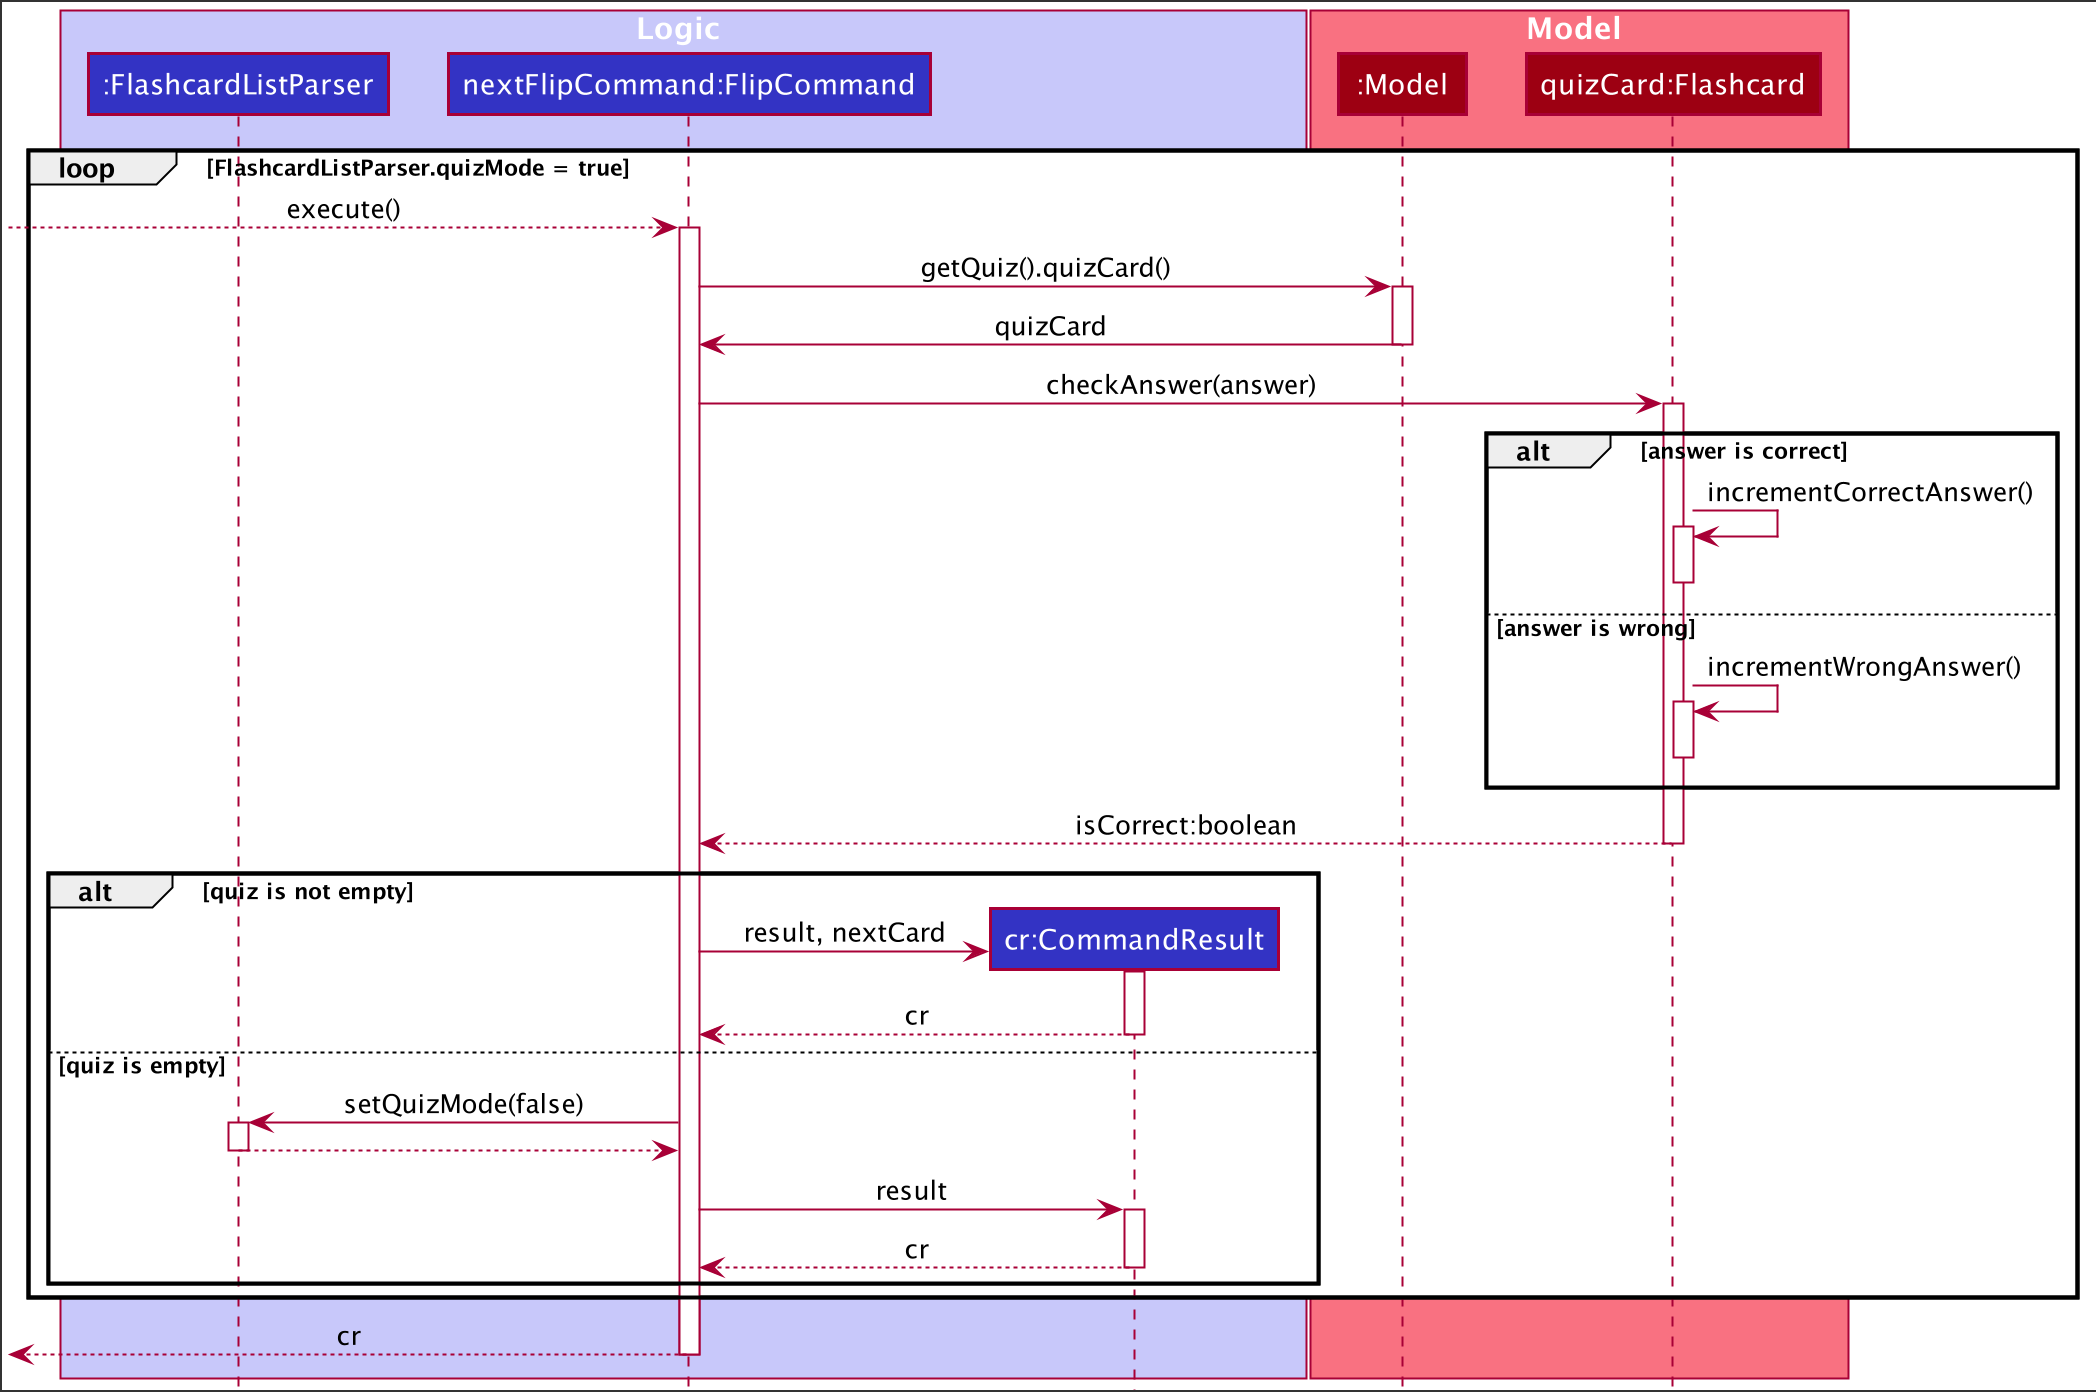 Logic
Model
:FlashcardListParser
nextFlipCommand:FlipCommand
:Model
quizCard:Flashcard
loop
[FlashcardListParser.quizMode = true]
execute()
getQuiz().quizCard()
quizCard
checkAnswer(answer)
alt
[answer is correct]
incrementCorrectAnswer()
[answer is wrong]
incrementWrongAnswer()
isCorrect:boolean
alt
[quiz is not empty]
result, nextCard
cr:CommandResult
cr
[quiz is empty]
setQuizMode(false)
result
cr
cr